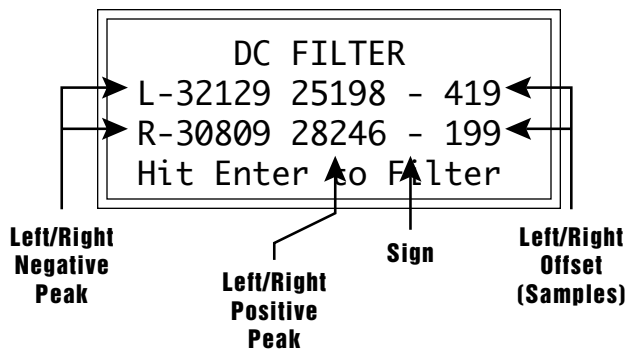 DC FILTER
L-32129 25198 - 419
R-30809 28246 - 199
Hit Enter to Filter
Left/Right
Negative
Peak
Left/Right
Positive
Peak
Sign
Left/Right
Offset
(Samples)